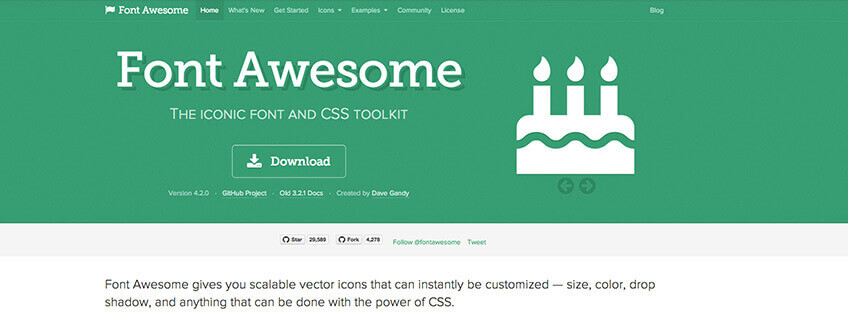 Font Awesome Home What's New Get Started Icons Examples Community License Blog
Font Awesome
The iconic font and CSS toolkit
Download
Version 4.2.0 · GitHub Project · Old 3.2.1 Docs · Created by Dave Gandy
Star 29,589 Fork 4,278 Follow @fontawesome Tweet
Font Awesome gives you scalable vector icons that can instantly be customized — size, color, drop
shadow, and anything that can be done with the power of CSS.